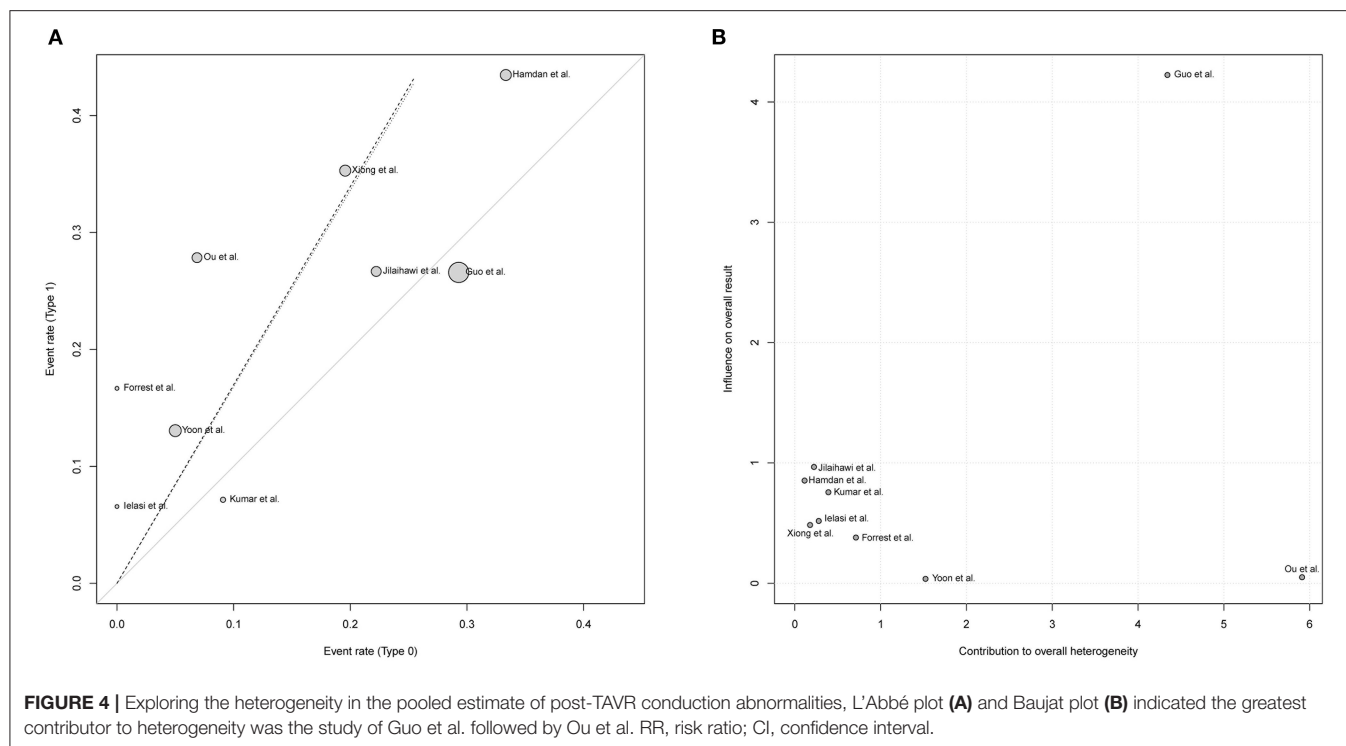 A
Event rate (Type 1)
0.4
0.3
0.2
0.1
0.0
Hamdan et al.
Xiong et al.
Ou et al.
Jilaihawi et al.
Guo et al.
Forrest et al.
Yoon et al.
Ielasi et al.
Kumar et al.
0.0 0.1 0.2 0.3 0.4
Event rate (Type 0)
B
Influence on overall result
4
3
2
1
0
Guo et al.
Jilaihawi et al.
Hamdan et al.
Kumar et al.
Ielasi et al.
Xiong et al.
Forrest et al.
Yoon et al.
Ou et al.
0 1 2 3 4 5 6
Contribution to overall heterogeneity
FIGURE 4 | Exploring the heterogeneity in the pooled estimate of post-TAVR conduction abnormalities, L'Abbé plot (A) and Baujat plot (B) indicated the greatest
contributor to heterogeneity was the study of Guo et al. followed by Ou et al. RR, risk ratio; CI, confidence interval.